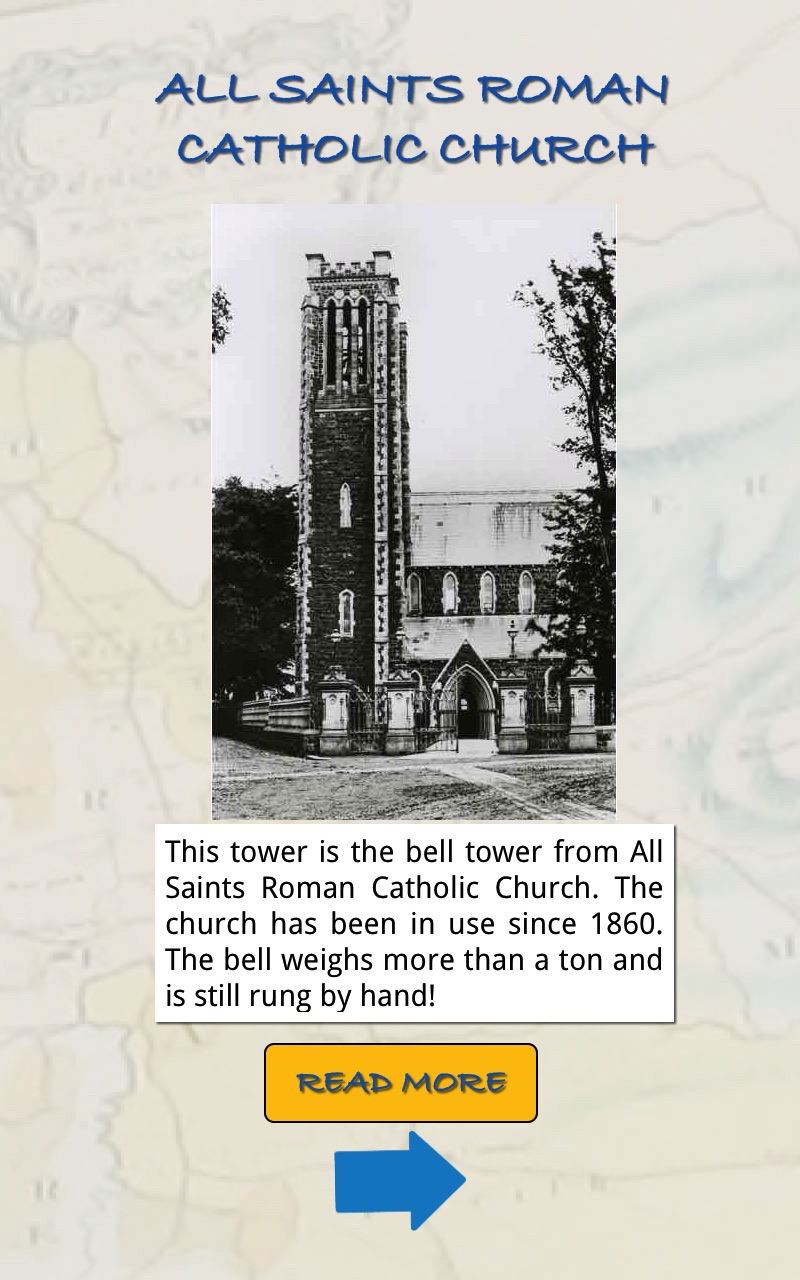 ALL SAINTS ROMAN
CATHOLIC CHURCH
This tower is the bell tower from All
Saints Roman Catholic Church. The
church has been in use since 1860.
The bell weighs more than a ton and
is still rung by hand!
READ MORE